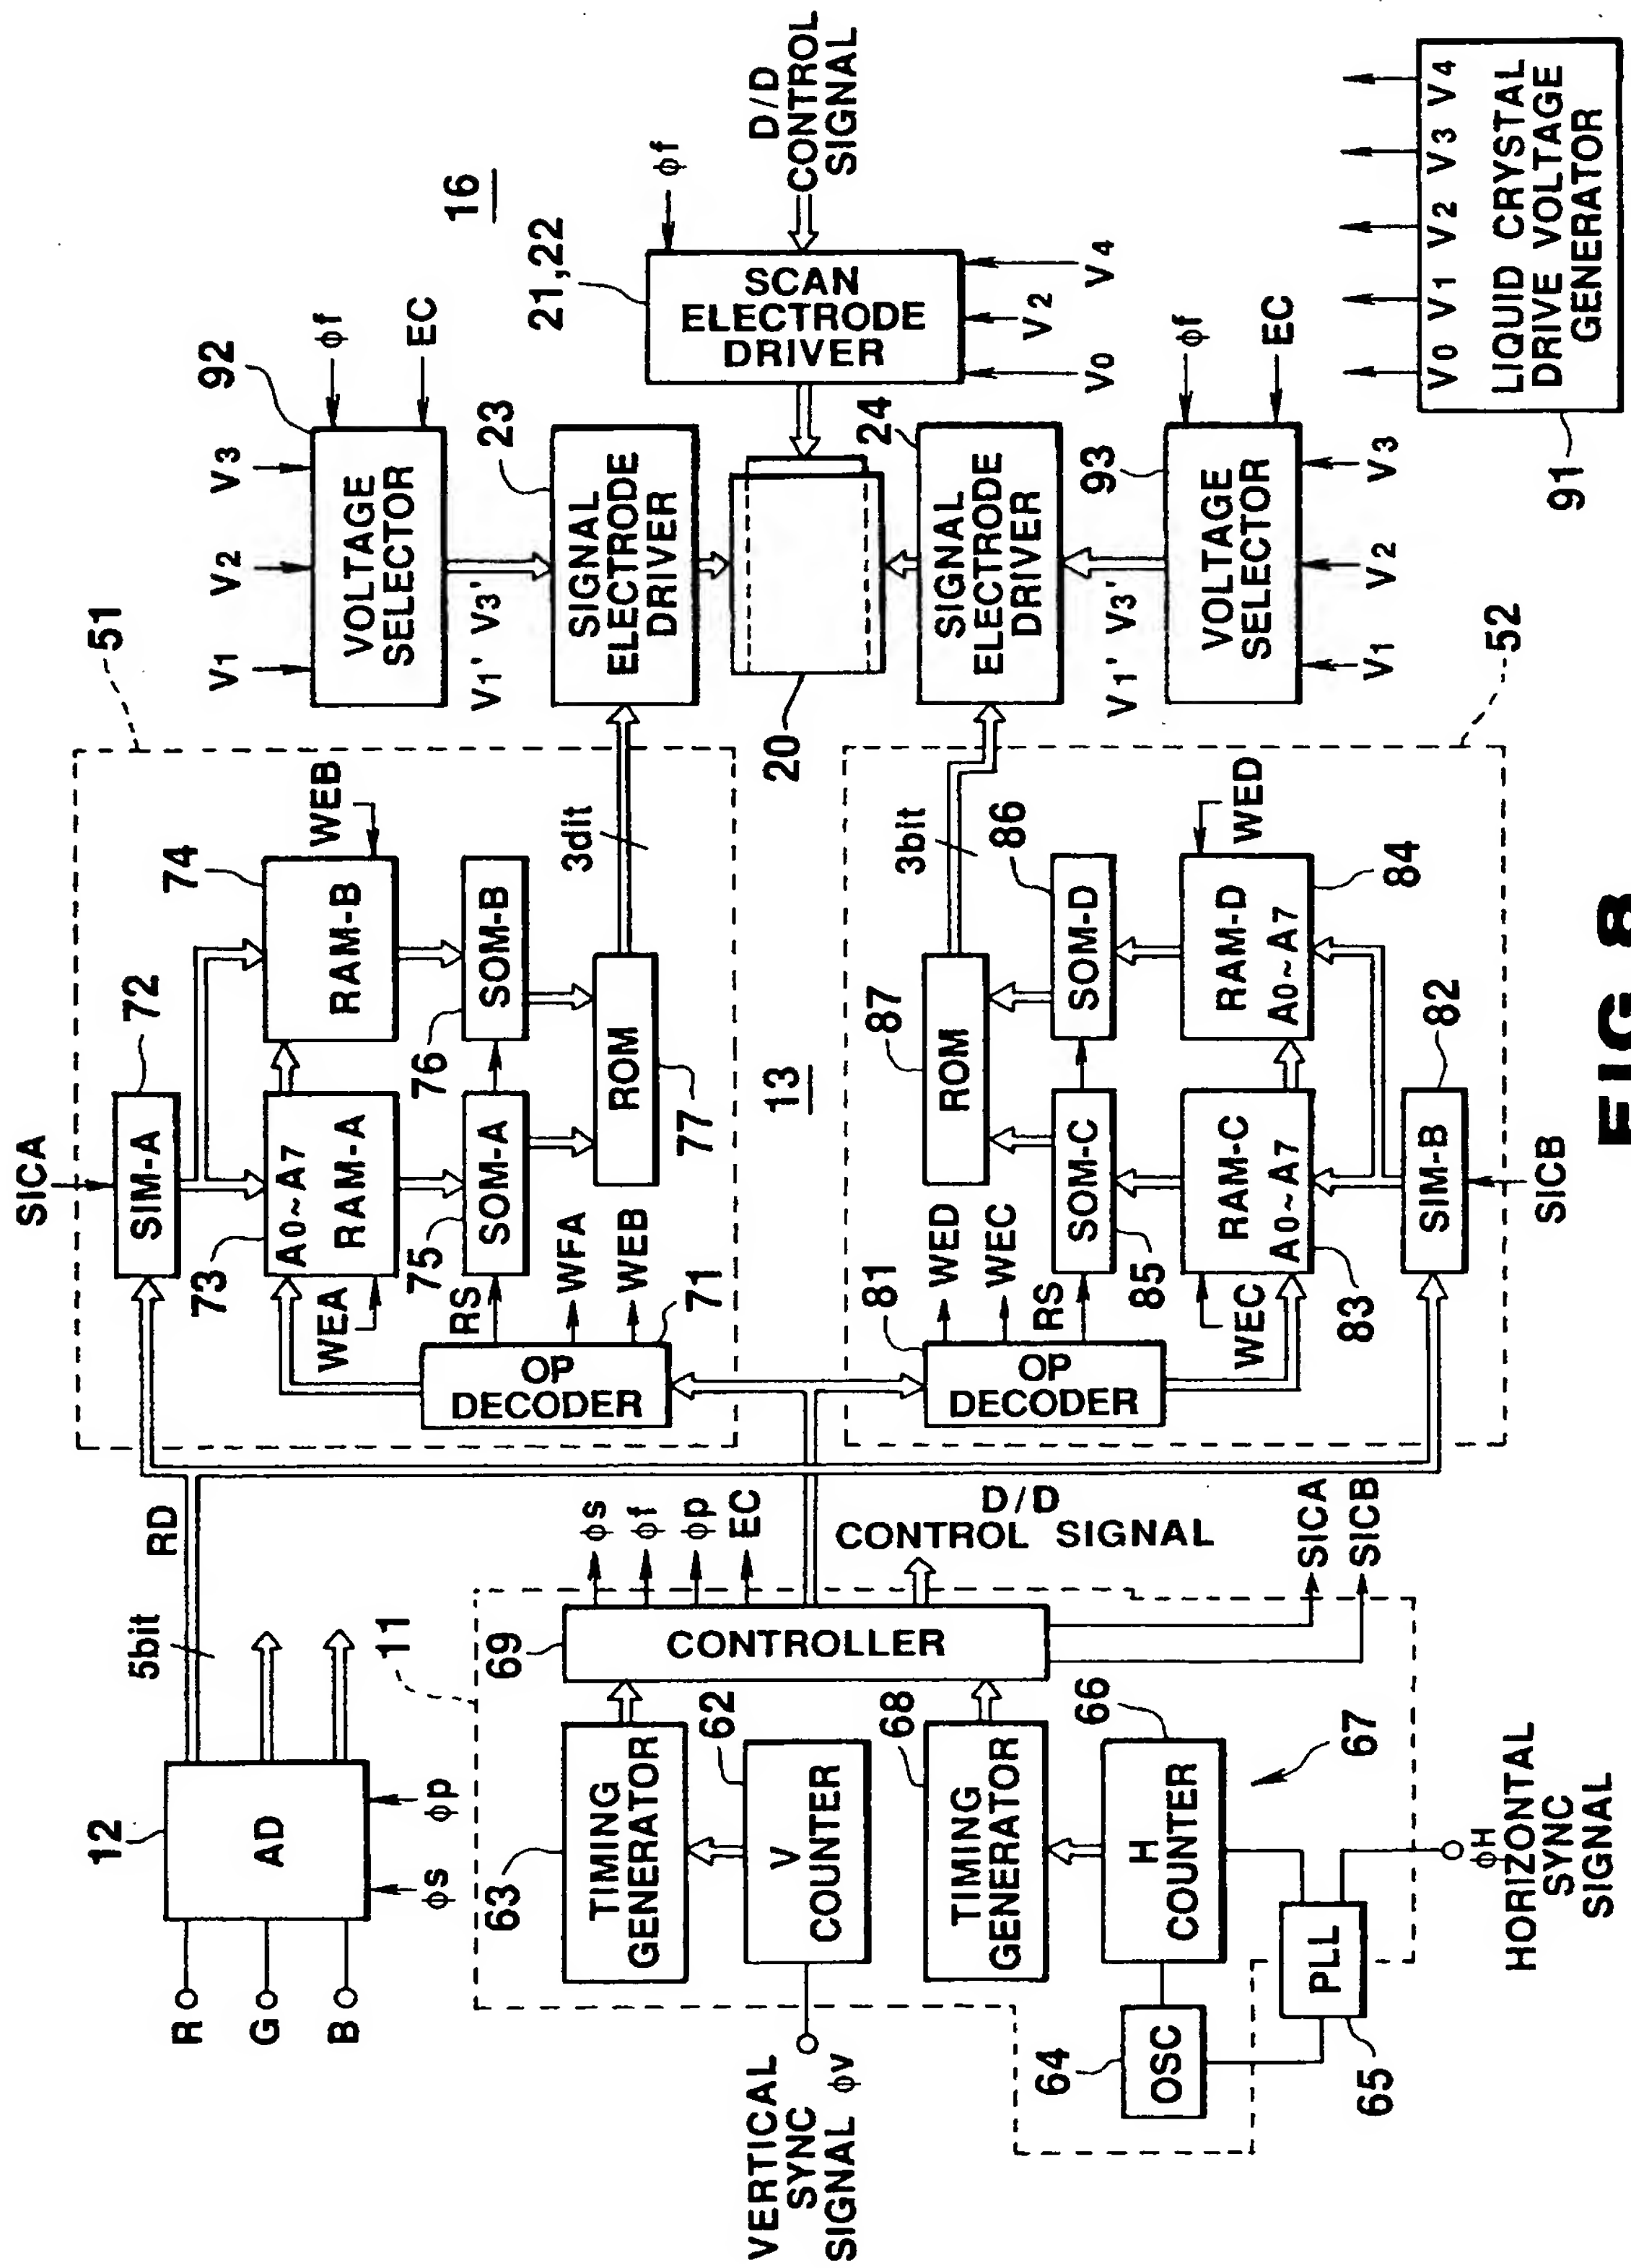 R
G
B
12
AD
φs
φp
5bit
RD
11
VERTICAL
SYNC
SIGNAL φV
63
TIMING
GENERATOR
62
V
COUNTER
68
TIMING
GENERATOR
66
H
COUNTER
67
64
OSC
65
PLL
φH
HORIZONTAL
SYNC
SIGNAL
69
CONTROLLER
φs
φf
φp
EC
D/D
CONTROL SIGNAL
SICA
SICB
51
SICA
SIM-A
72
73
A0~A7
RAM-A
WEA
74
RAM-B
WEB
75
SOM-A
RS
76
SOM-B
WFA
WEB
71
OP
DECODER
ROM
77
3dit
13
52
81
OP
DECODER
WED
WEC
RS
87
ROM
3bit
85
SOM-C
86
SOM-D
WEC
RAM-C
A0~A7
83
RAM-D
A0~A7
WED
84
SIM-B
82
SICB
V1
V2
V3
92
VOLTAGE
SELECTOR
φf
EC
V1' V3'
23
SIGNAL
ELECTRODE
DRIVER
20
24
SIGNAL
ELECTRODE
DRIVER
V1' V3'
93
VOLTAGE
SELECTOR
φf
EC
V1
V2
V3
16
21,22
SCAN
ELECTRODE
DRIVER
φf
D/D
CONTROL
SIGNAL
V0
V2
V4
V0 V1 V2 V3 V4
LIQUID CRYSTAL
DRIVE VOLTAGE
GENERATOR
91
FIG 8